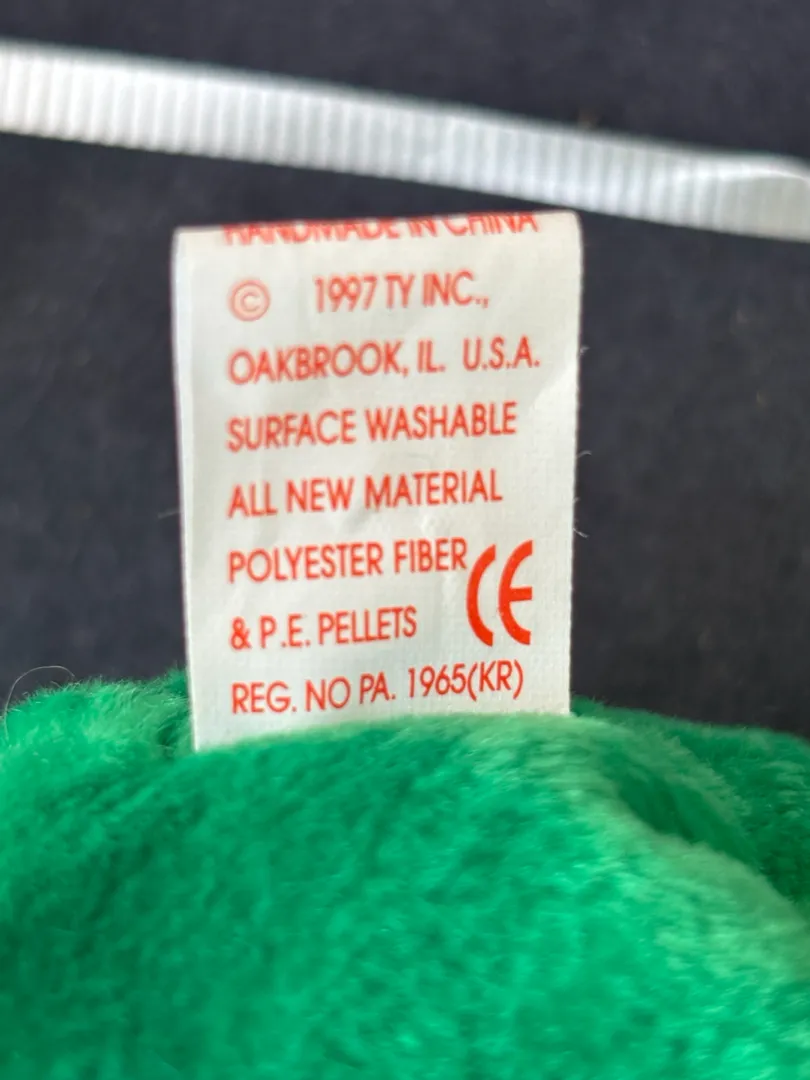 HANDMADE IN CHINA
© 1997 TY INC.,
OAKBROOK, IL. U.S.A.
SURFACE WASHABLE
ALL NEW MATERIAL
POLYESTER FIBER
& P.E. PELLETS CE
REG. NO PA. 1965(KR)